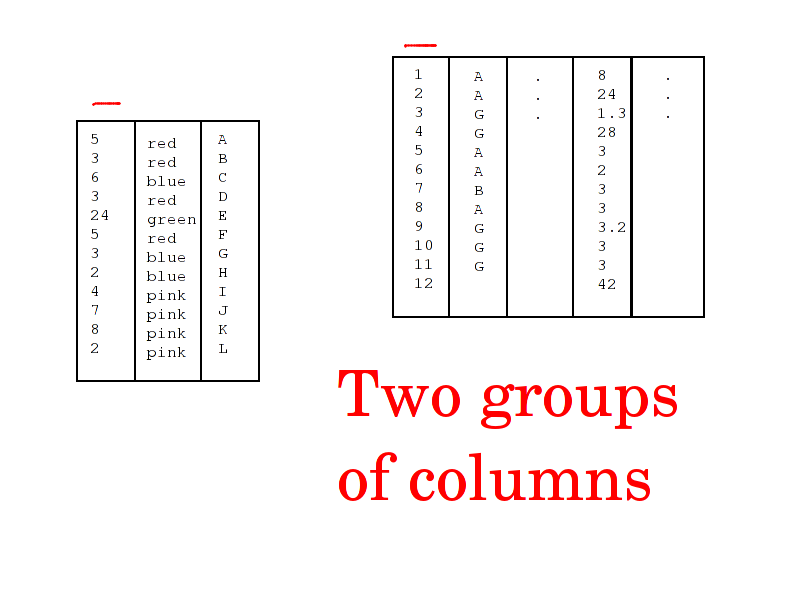 5 red A
3 red B
6 blue C
3 red D
24 green E
5 red F
3 blue G
2 blue H
4 pink I
7 pink J
8 pink K
2 pink L
1 A . 8 .
2 A . 24 .
3 G . 1.3 .
4 G 28
5 A 3
6 A 2
7 B 3
8 A 3
9 G 3.2
10 G 3
11 G 3
12 42
Two groups
of columns